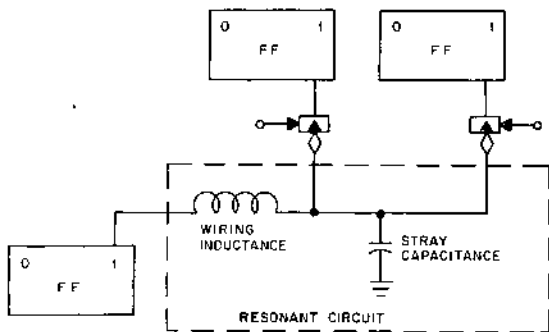 0 1
FF
0 1
FF
WIRING
INDUCTANCE
STRAY
CAPACITANCE
0 1
FF
RESONANT CIRCUIT